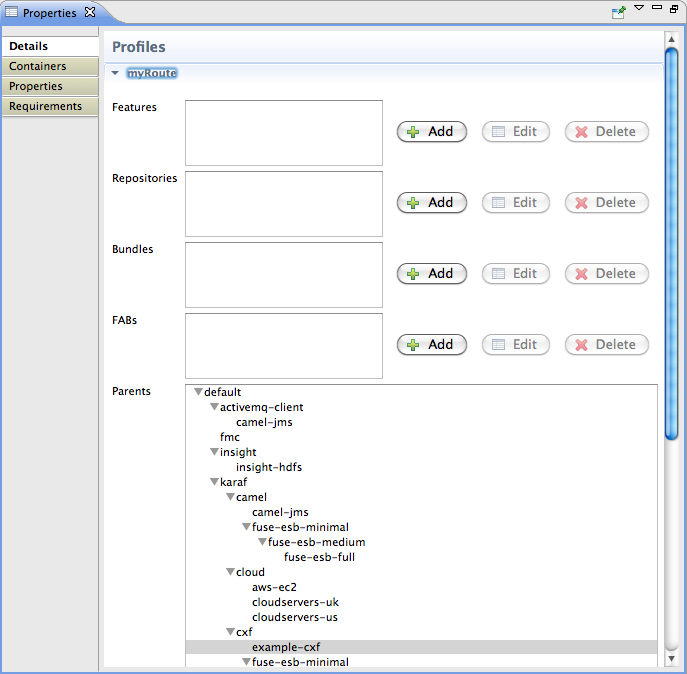 Properties
Details
Containers
Properties
Requirements
Profiles
myRoute
Features
Add Edit Delete
Repositories
Add Edit Delete
Bundles
Add Edit Delete
FABs
Add Edit Delete
Parents
default
activemq-client
camel-jms
fmc
insight
insight-hdfs
karaf
camel
camel-jms
fuse-esb-minimal
fuse-esb-medium
fuse-esb-full
cloud
aws-ec2
cloudservers-uk
cloudservers-us
cxf
example-cxf
fuse-esb-minimal